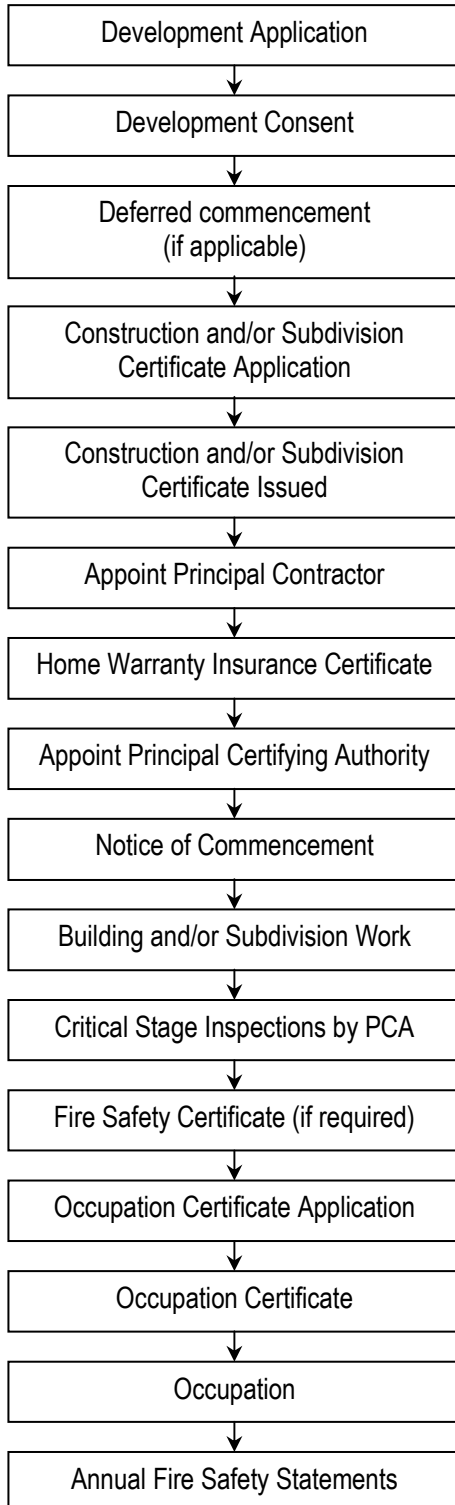 Development Application
Development Consent
Deferred commencement
(if applicable)
Construction and/or Subdivision
Certificate Application
Construction and/or Subdivision
Certificate Issued
Appoint Principal Contractor
Home Warranty Insurance Certificate
Appoint Principal Certifying Authority
Notice of Commencement
Building and/or Subdivision Work
Critical Stage Inspections by PCA
Fire Safety Certificate (if required)
Occupation Certificate Application
Occupation Certificate
Occupation
Annual Fire Safety Statements